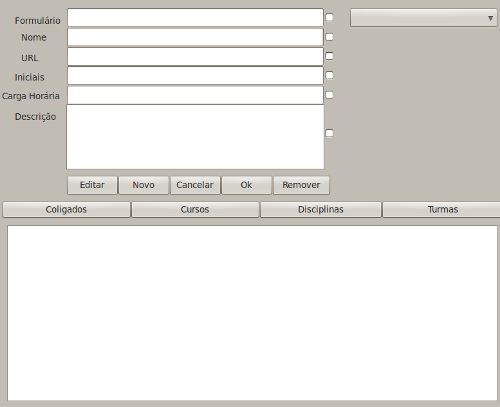 Formulário
Nome
URL
Iniciais
Carga Horária
Descrição
Editar Novo Cancelar Ok Remover
Coligados Cursos Disciplinas Turmas